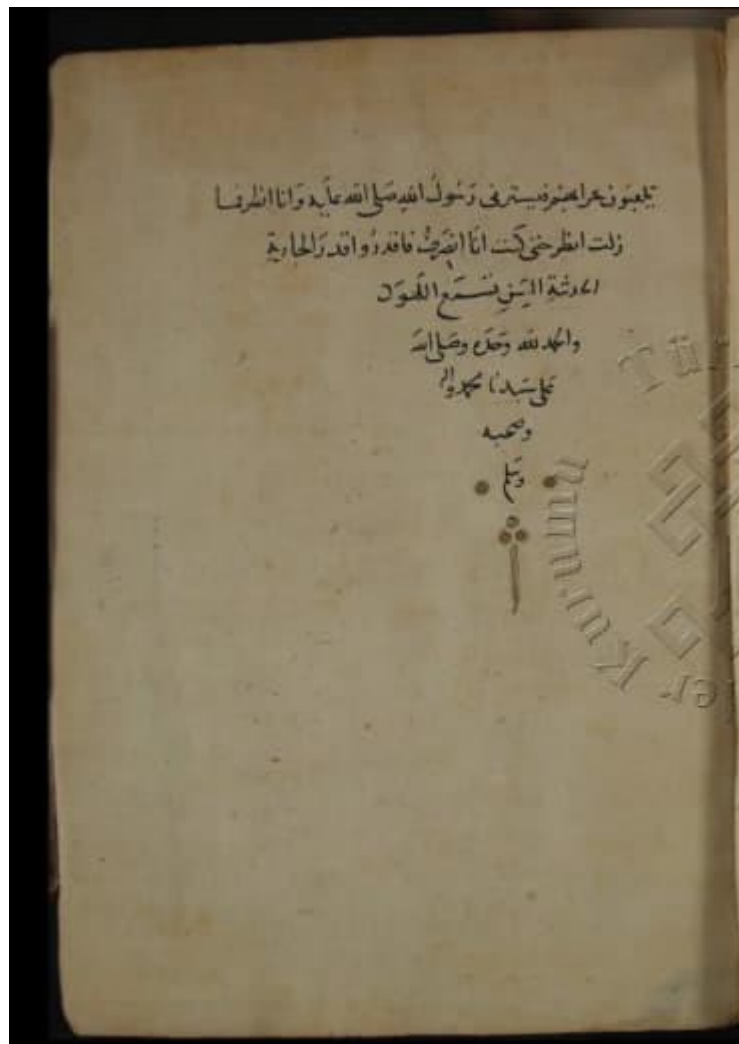 يلعبون بحرابهم فيسترنى رسول الله صلى الله عليه وانا انظر فما
زلت انظر حتى كنت انا انصرف فاقدروا قدر الجارية
الحديثة السن تسمع اللهو
والحمد لله وحده وصلى الله
على سيدنا محمد واله
وصحبه
وسلم